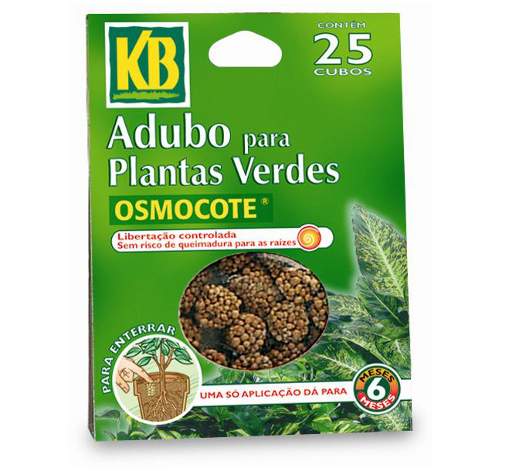 KB
CONTÉM
25
CUBOS
Adubo para
Plantas Verdes
OSMOCOTE®
Libertação controlada
Sem risco de queimadura para as raízes
PARA ENTERRAR
UMA SÓ APLICAÇÃO DÁ PARA
MESES
6
MESES